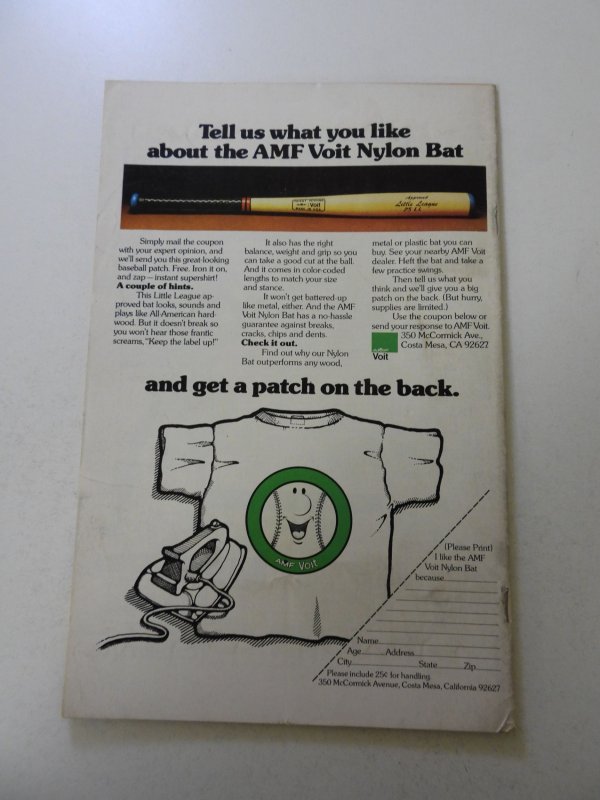 Tell us what you like
about the AMF Voit Nylon Bat
Voit
Approved
Little League
Simply mail the coupon
with your expert opinion, and
we'll send you this great-looking
baseball patch. Free. Iron it on,
and zap—instant supershirt!
A couple of hints.
This Little League ap-
proved bat looks, sounds and
plays like All-American hard-
wood. But it doesn't break so
you won't hear those frantic
screams, "Keep the label up!"
It also has the right
balance, weight and grip so you
can take a good cut at the ball.
And it comes in color-coded
lengths to match your size
and stance.
It won't get battered-up
like metal, either. And the AMF
Voit Nylon Bat has a no-hassle
guarantee against breaks,
cracks, chips and dents.
Check it out.
Find out why our Nylon
Bat outperforms any wood,
metal or plastic bat you can
buy. See your nearby AMF Voit
dealer. Heft the bat and take a
few practice swings.
Then tell us what you
think and we'll give you a big
patch on the back. (But hurry,
supplies are limited.)
Use the coupon below or
send your response to AMF Voit.
350 McCormick Ave.,
Costa Mesa, CA 92627.
Voit
and get a patch on the back.
AMF Voit
(Please Print)
I like the AMF
Voit Nylon Bat
because
Name
Age Address
City State Zip
Please include 25¢ for handling
350 McCormick Avenue, Costa Mesa, California 92627